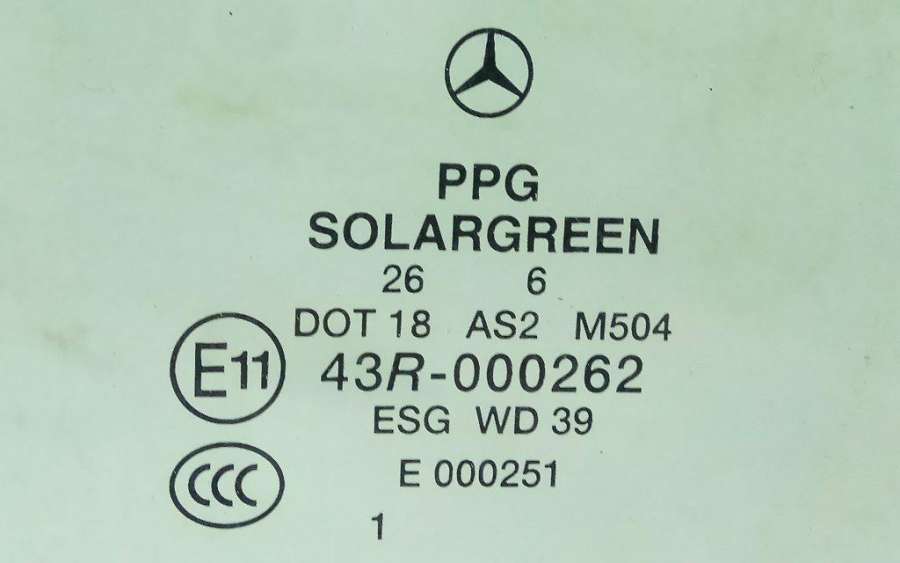 PPG
SOLARGREEN
26 6
DOT 18 AS2 M504
E11 43R-000262
ESG WD 39
CCC E 000251
1